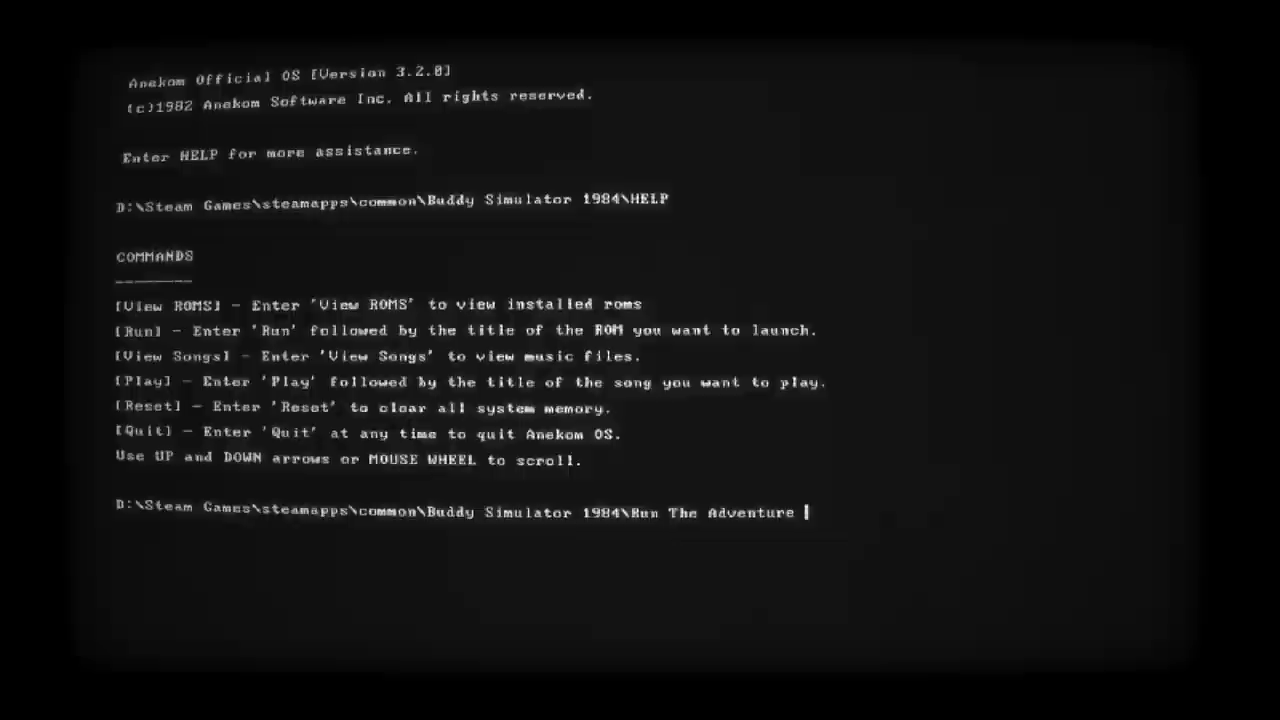 Anekom Official OS [Version 3.2.0]
(c)1982 Anekom Software Inc. All rights reserved.
Enter HELP for more assistance.
D:\Steam Games\steamapps\common\Buddy Simulator 1984\HELP
COMMANDS
--------
[View ROMS] - Enter 'View ROMS' to view installed roms
[Run] - Enter 'Run' followed by the title of the ROM you want to launch.
[View Songs] - Enter 'View Songs' to view music files.
[Play] - Enter 'Play' followed by the title of the song you want to play.
[Reset] - Enter 'Reset' to clear all system memory.
[Quit] - Enter 'Quit' at any time to quit Anekom OS.
Use UP and DOWN arrows or MOUSE WHEEL to scroll.
D:\Steam Games\steamapps\common\Buddy Simulator 1984\Run The Adventure